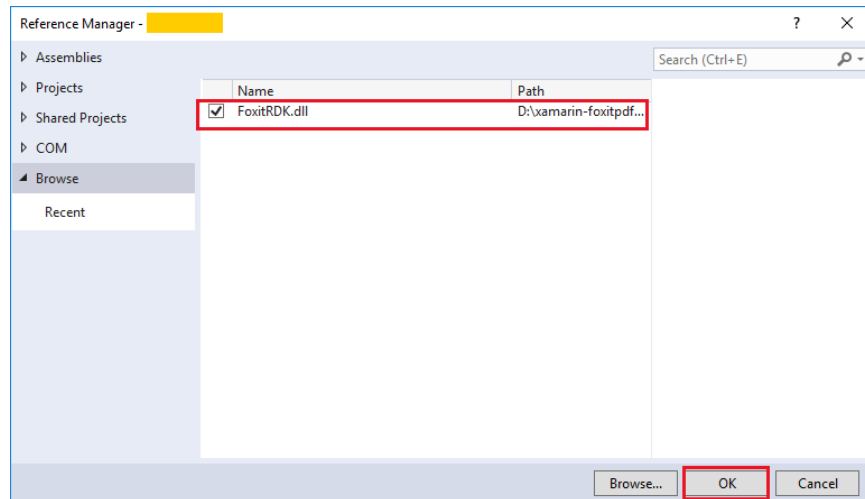 Reference Manager -
? ×
Assemblies
Search (Ctrl+E)
Projects
Shared Projects
COM
Browse
Recent
Name Path
FoxitRDK.dll D:\xamarin-foxitpdf...
Browse... OK Cancel